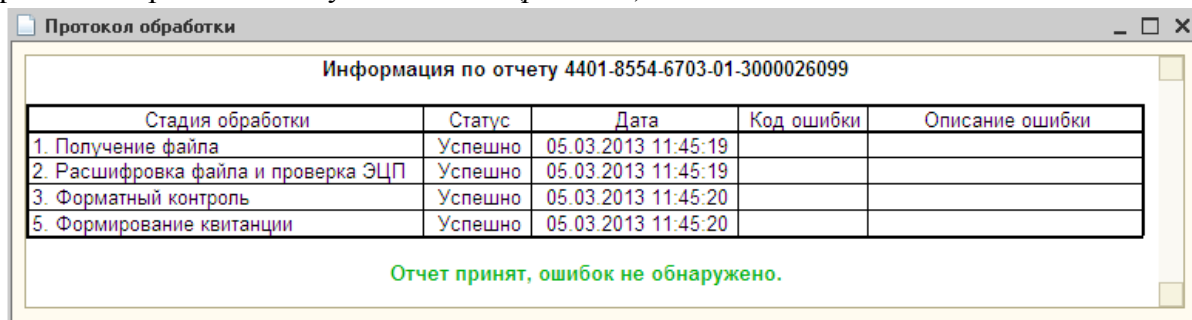 Протокол обработки
Информация по отчету 4401-8554-6703-01-3000026099
Стадия обработки Статус Дата Код ошибки Описание ошибки
1. Получение файла Успешно 05.03.2013 11:45:19
2. Расшифровка файла и проверка ЭЦП Успешно 05.03.2013 11:45:19
3. Форматный контроль Успешно 05.03.2013 11:45:20
5. Формирование квитанции Успешно 05.03.2013 11:45:20
Отчет принят, ошибок не обнаружено.